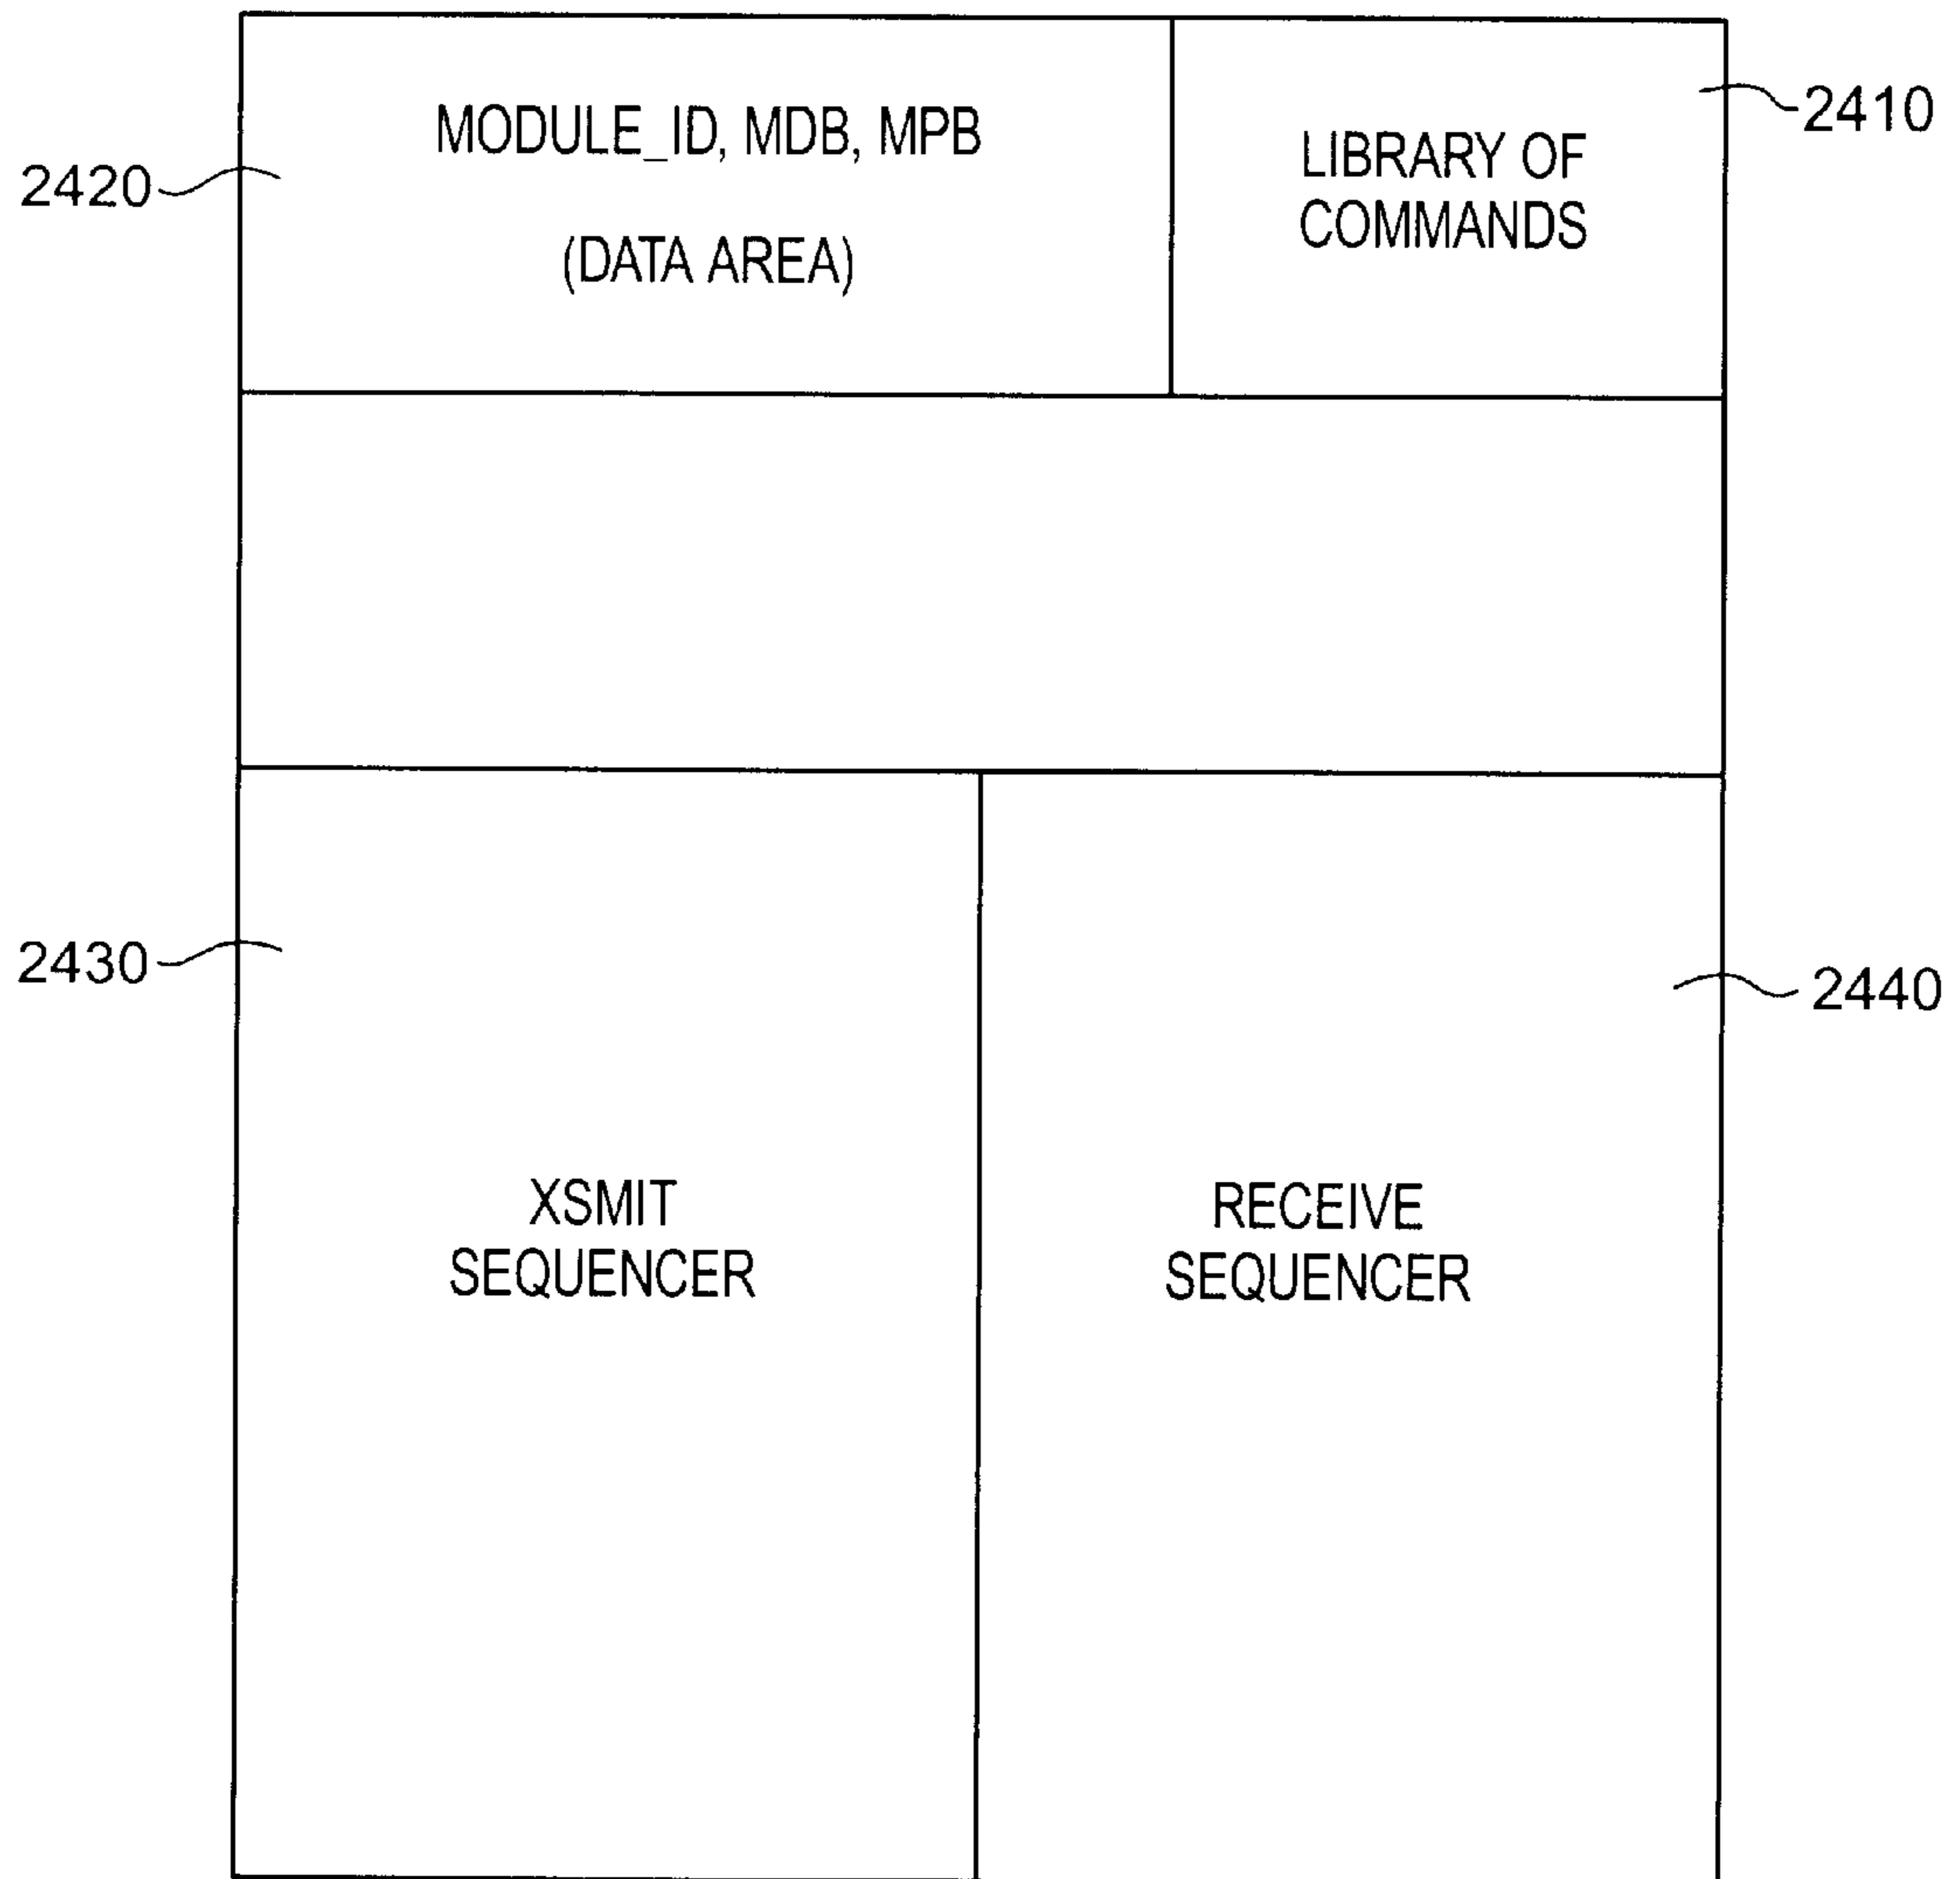 MODULE_ID, MDB, MPB
(DATA AREA)
LIBRARY OF
COMMANDS
2410
2420
2430
2440
XSMIT
SEQUENCER
RECEIVE
SEQUENCER